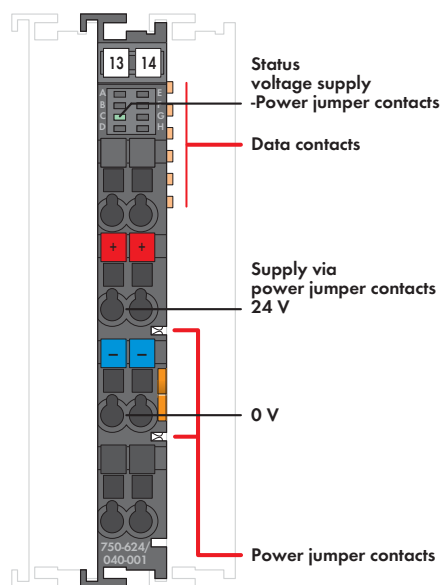 13 14
Status
voltage supply
-Power jumper contacts
A E
B F
C G
D H
Data contacts
+ +
Supply via
power jumper contacts
24 V
− −
0 V
750-624/
040-001
Power jumper contacts